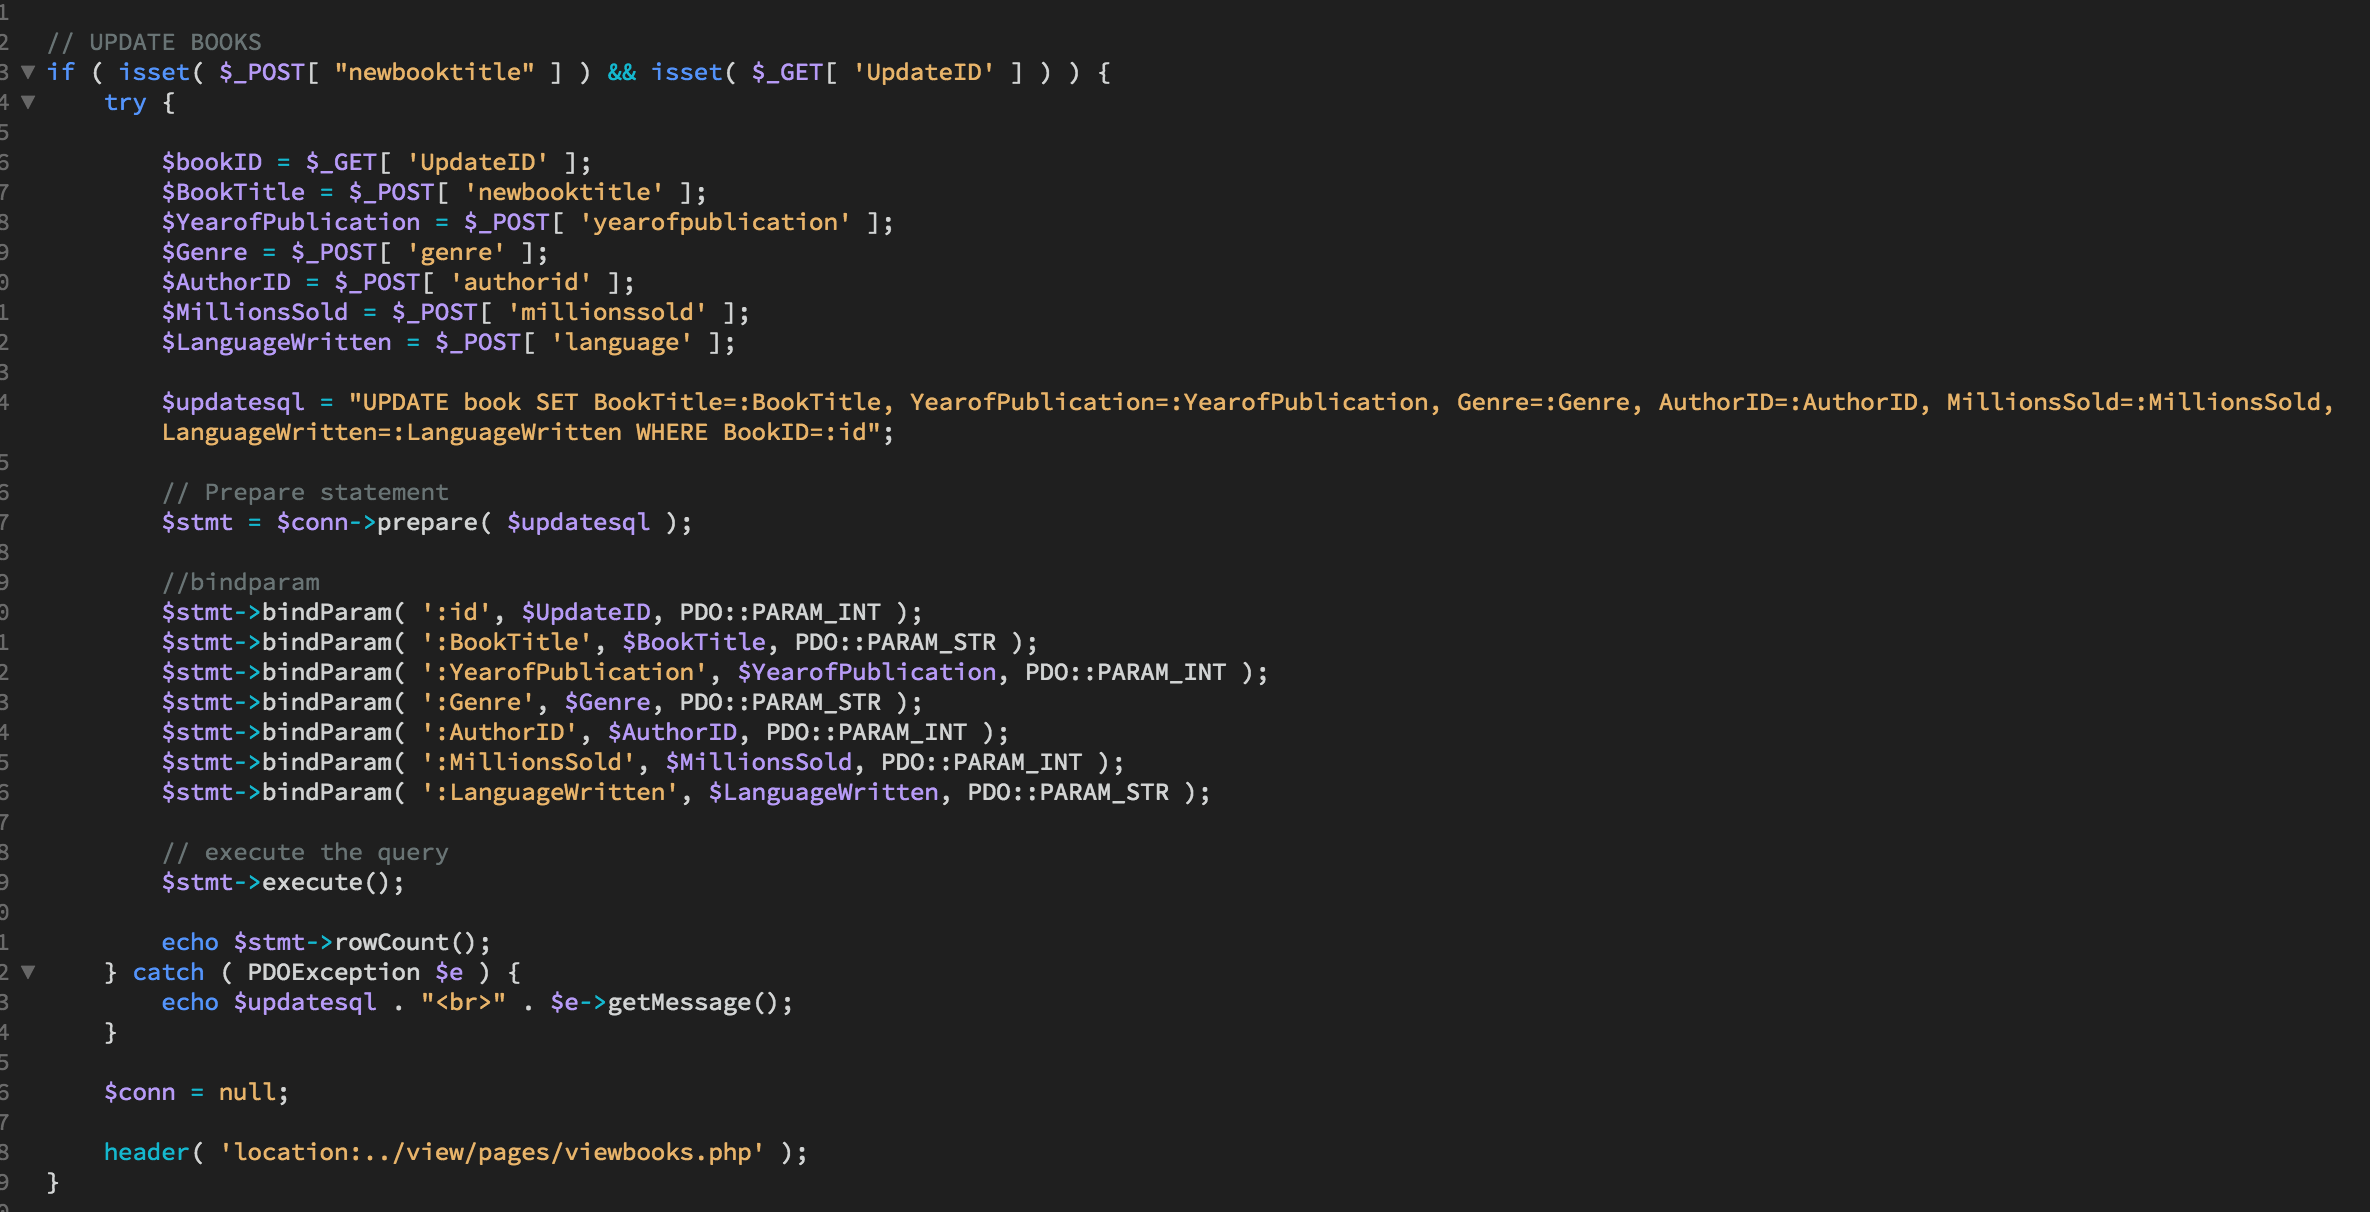 1
2 // UPDATE BOOKS
3 ▼ if ( isset( $_POST[ "newbooktitle" ] ) && isset( $_GET[ 'UpdateID' ] ) ) {
4 ▼ try {
5
6 $bookID = $_GET[ 'UpdateID' ];
7 $BookTitle = $_POST[ 'newbooktitle' ];
8 $YearofPublication = $_POST[ 'yearofpublication' ];
9 $Genre = $_POST[ 'genre' ];
0 $AuthorID = $_POST[ 'authorid' ];
1 $MillionsSold = $_POST[ 'millionssold' ];
2 $LanguageWritten = $_POST[ 'language' ];
3
4 $updatesql = "UPDATE book SET BookTitle=:BookTitle, YearofPublication=:YearofPublication, Genre=:Genre, AuthorID=:AuthorID, MillionsSold=:MillionsSold,
LanguageWritten=:LanguageWritten WHERE BookID=:id";
5
6 // Prepare statement
7 $stmt = $conn->prepare( $updatesql );
8
9 //bindparam
0 $stmt->bindParam( ':id', $UpdateID, PDO::PARAM_INT );
1 $stmt->bindParam( ':BookTitle', $BookTitle, PDO::PARAM_STR );
2 $stmt->bindParam( ':YearofPublication', $YearofPublication, PDO::PARAM_INT );
3 $stmt->bindParam( ':Genre', $Genre, PDO::PARAM_STR );
4 $stmt->bindParam( ':AuthorID', $AuthorID, PDO::PARAM_INT );
5 $stmt->bindParam( ':MillionsSold', $MillionsSold, PDO::PARAM_INT );
6 $stmt->bindParam( ':LanguageWritten', $LanguageWritten, PDO::PARAM_STR );
7
8 // execute the query
9 $stmt->execute();
0
1 echo $stmt->rowCount();
2 ▼ } catch ( PDOException $e ) {
3 echo $updatesql . "<br>" . $e->getMessage();
4 }
5
6 $conn = null;
7
8 header( 'location:../view/pages/viewbooks.php' );
9 }
0